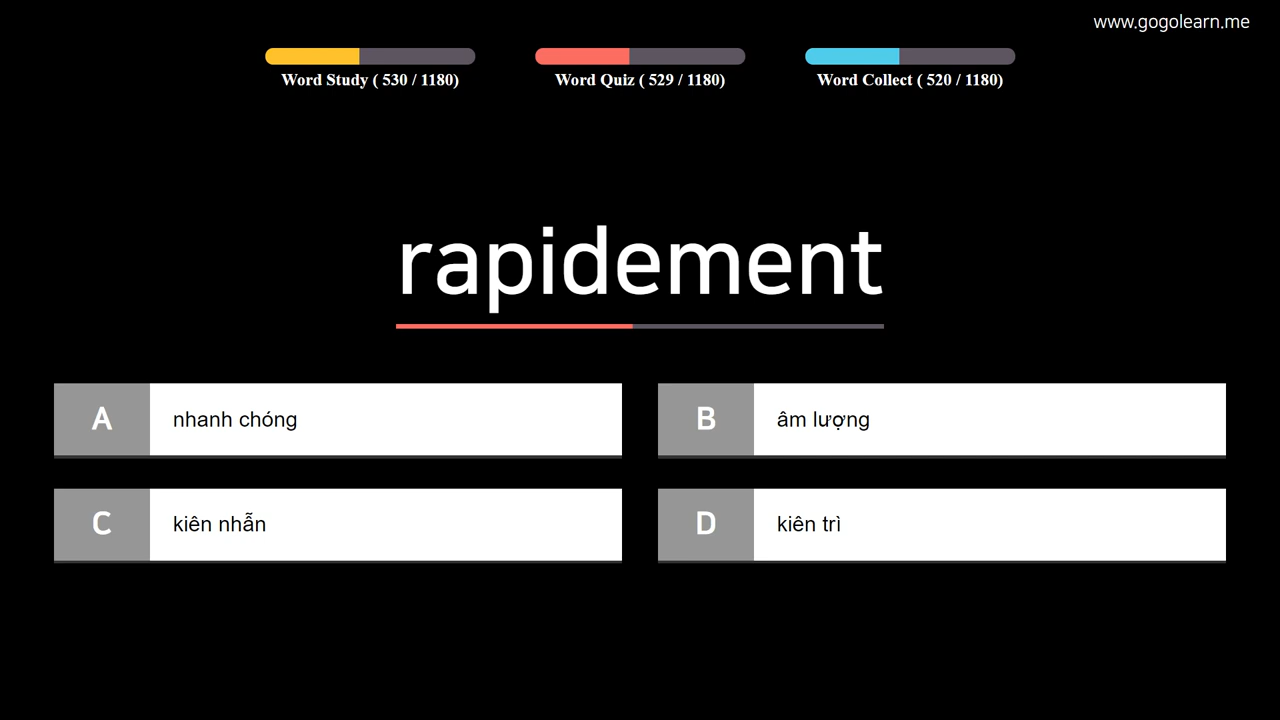 www.gogolearn.me
Word Study ( 530 / 1180)
Word Quiz ( 529 / 1180)
Word Collect ( 520 / 1180)
rapidement
A nhanh chóng
B âm lượng
C kiên nhẫn
D kiên trì